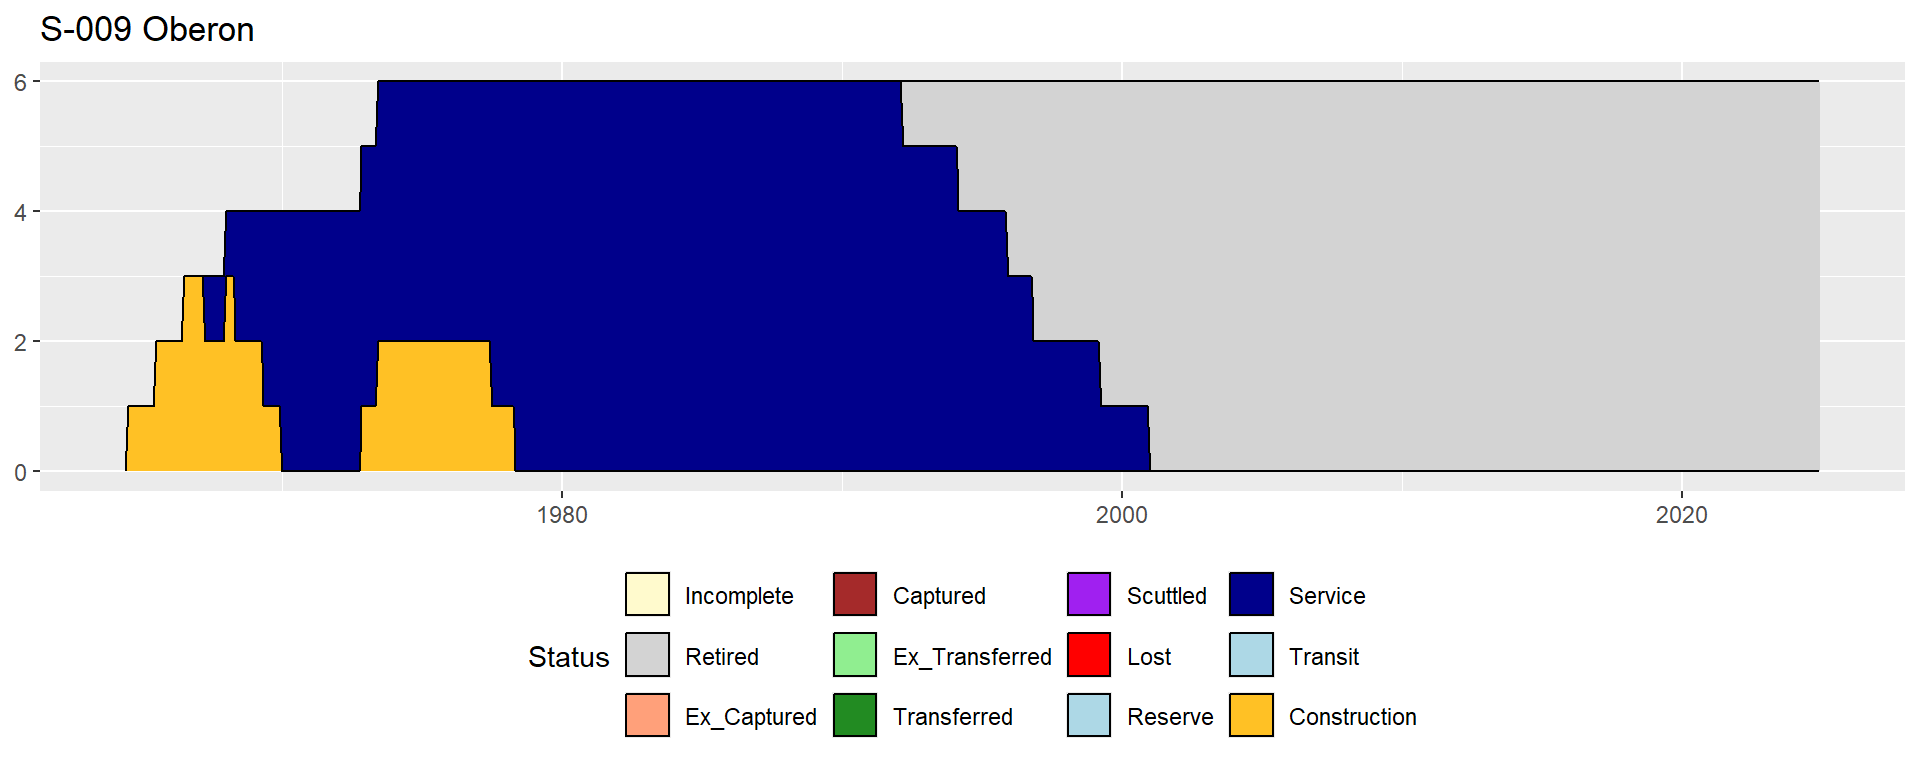 S-009 Oberon
6
4
2
0
1980 2000 2020
Incomplete Captured Scuttled Service
Status Retired Ex_Transferred Lost Transit
Ex_Captured Transferred Reserve Construction